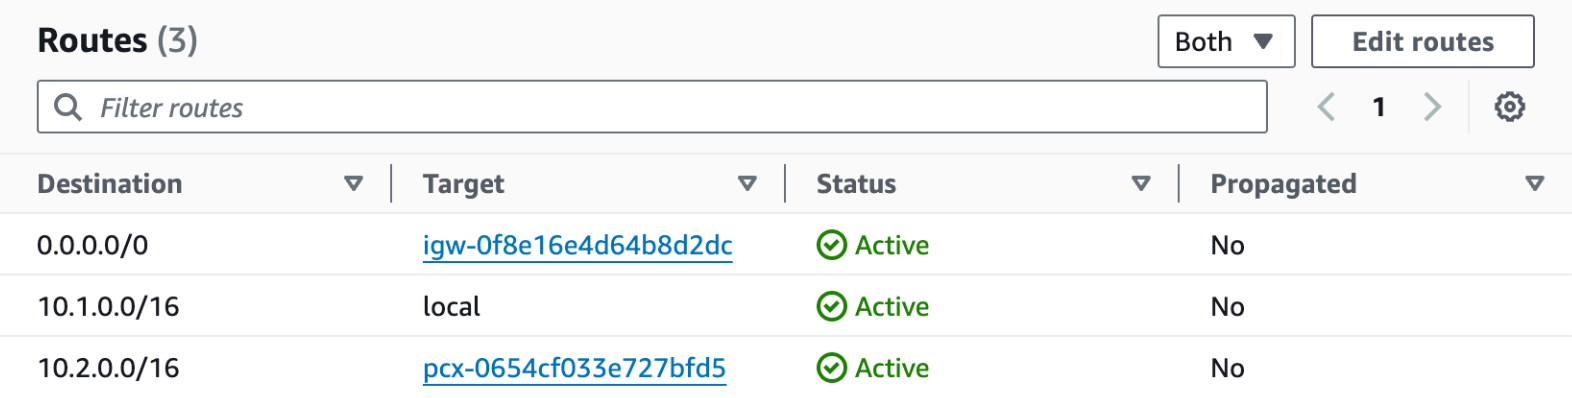 Routes (3)
Both
Edit routes
Filter routes
1
Destination Target Status Propagated
0.0.0.0/0 igw-0f8e16e4d64b8d2dc Active No
10.1.0.0/16 local Active No
10.2.0.0/16 pcx-0654cf033e727bfd5 Active No